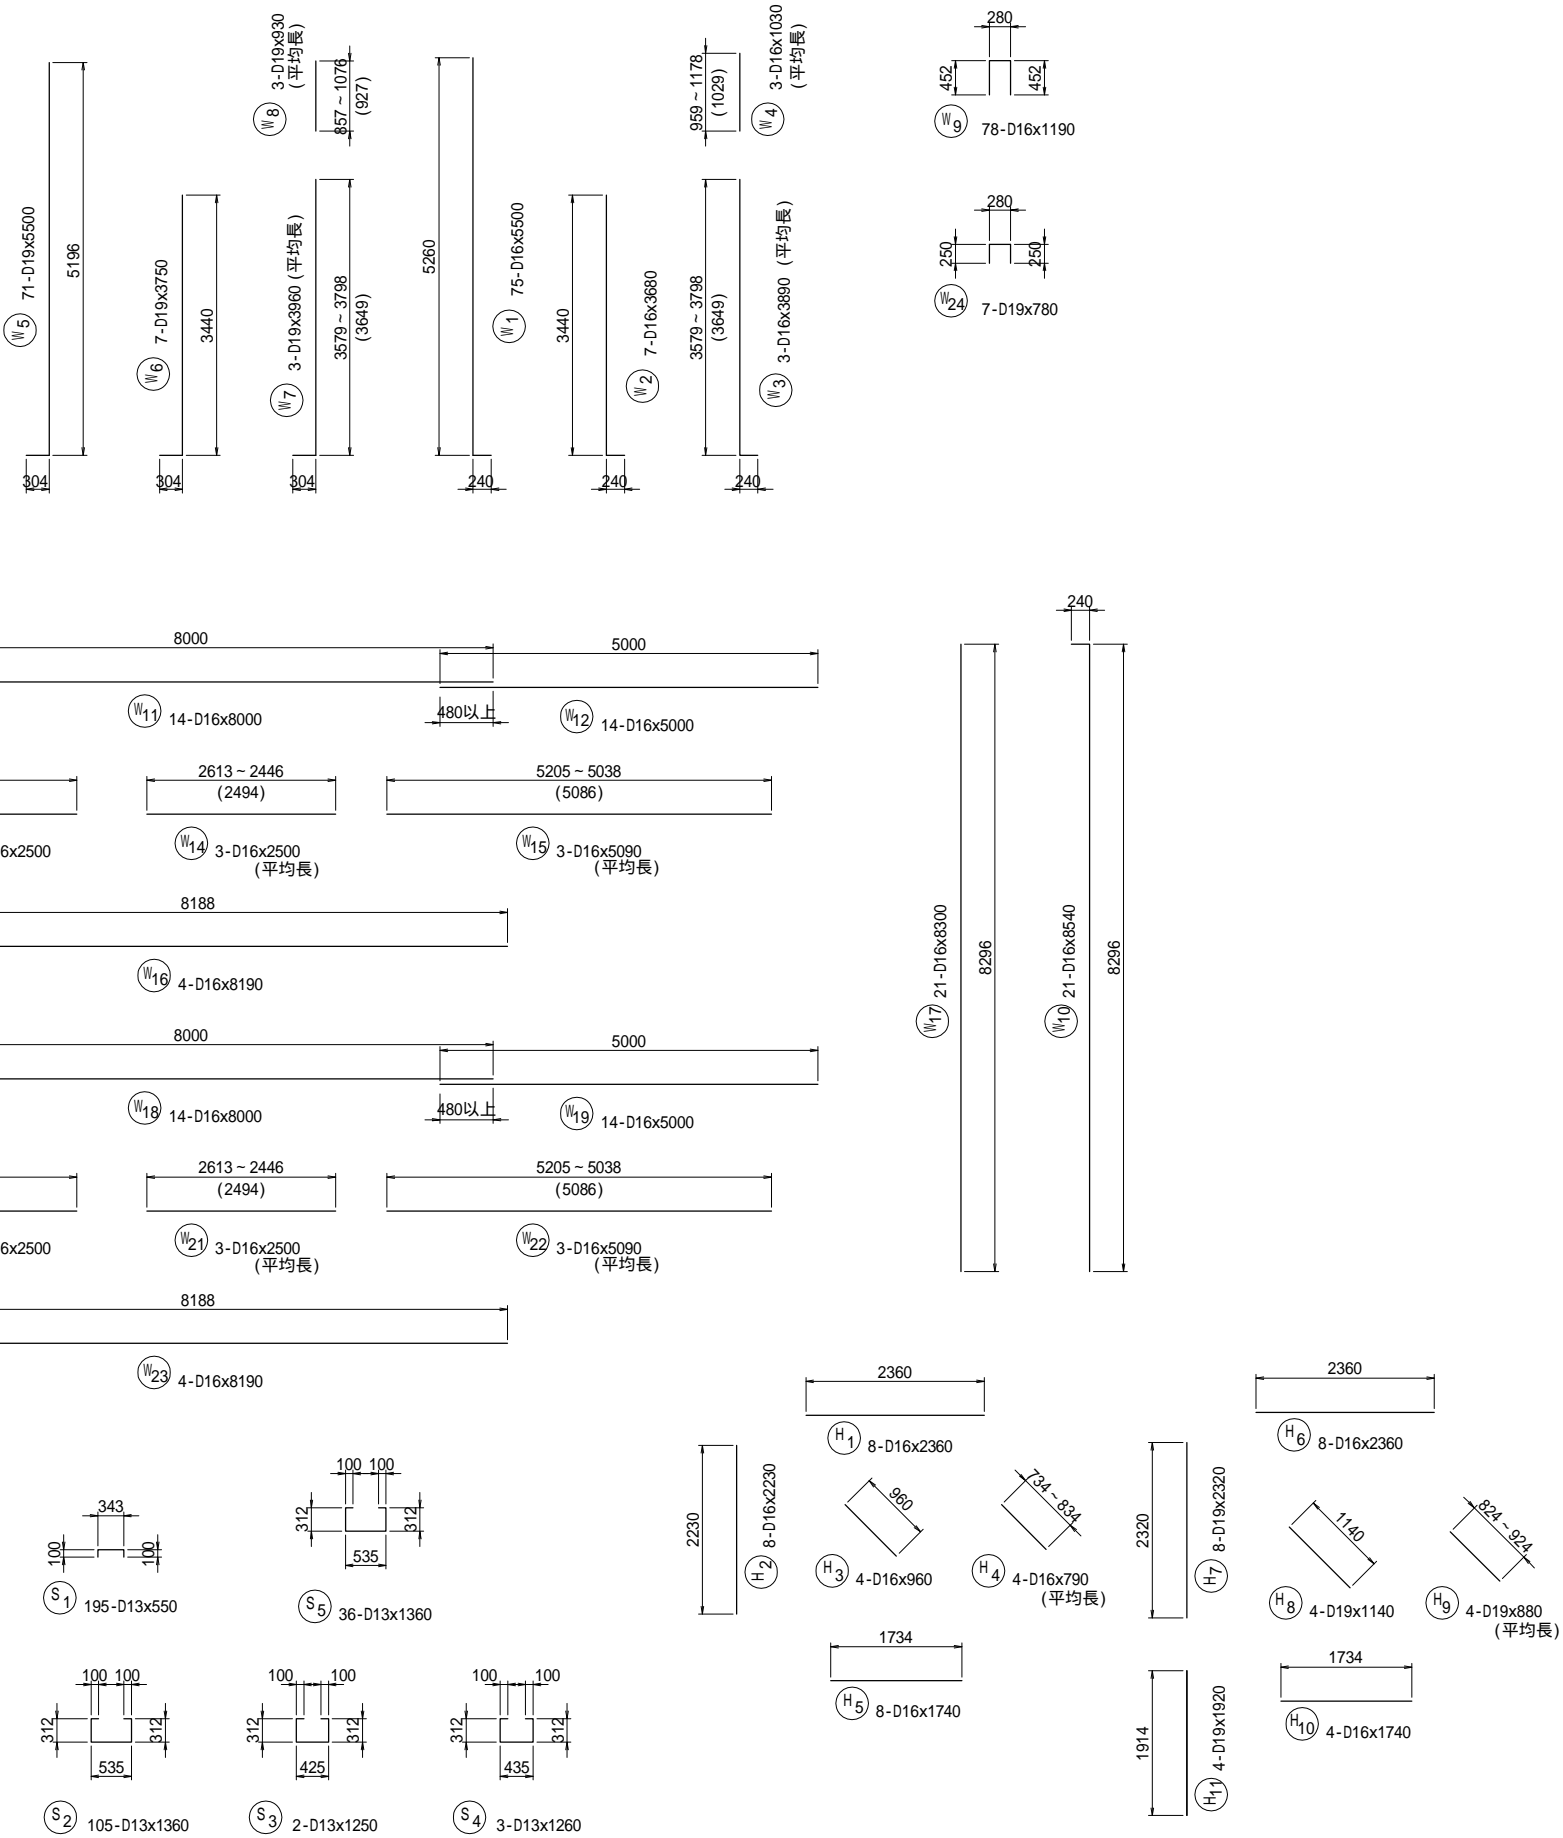 3-D19x930
(平均長)
857 ~ 1076
(927)
W8
3-D16x1030
(平均長)
959 ~ 1178
(1029)
W4
280
452
452
W9 78-D16x1190
280
250
250
W24 7-D19x780
W5 71-D19x5500
5196
304
W6 7-D19x3750
3440
304
W7 3-D19x3960 (平均長)
3579 ~ 3798
(3649)
304
5260
W1 75-D16x5500
240
3440
W2 7-D16x3680
240
3579 ~ 3798
(3649)
W3 3-D16x3890 (平均長)
240
8000
5000
W11 14-D16x8000
480以上
W12 14-D16x5000
6x2500
2613 ~ 2446
(2494)
W14 3-D16x2500
(平均長)
5205 ~ 5038
(5086)
W15 3-D16x5090
(平均長)
8188
W16 4-D16x8190
8000
5000
W18 14-D16x8000
480以上
W19 14-D16x5000
6x2500
2613 ~ 2446
(2494)
W21 3-D16x2500
(平均長)
5205 ~ 5038
(5086)
W22 3-D16x5090
(平均長)
8188
W23 4-D16x8190
W17 21-D16x8300
8296
240
W10 21-D16x8540
8296
343
100
100
S1 195-D13x550
100 100
312
312
535
S5 36-D13x1360
100 100
312
312
535
S2 105-D13x1360
100 100
312
312
425
S3 2-D13x1250
100 100
312
312
435
S4 3-D13x1260
2360
H1 8-D16x2360
2230
H2 8-D16x2230
960
H3 4-D16x960
734 ~ 834
H4 4-D16x790
(平均長)
1734
H5 8-D16x1740
2360
H6 8-D16x2360
2320
H7 8-D19x2320
1140
H8 4-D19x1140
824 ~ 924
H9 4-D19x880
(平均長)
1734
H10 4-D16x1740
1914
H11 4-D19x1920